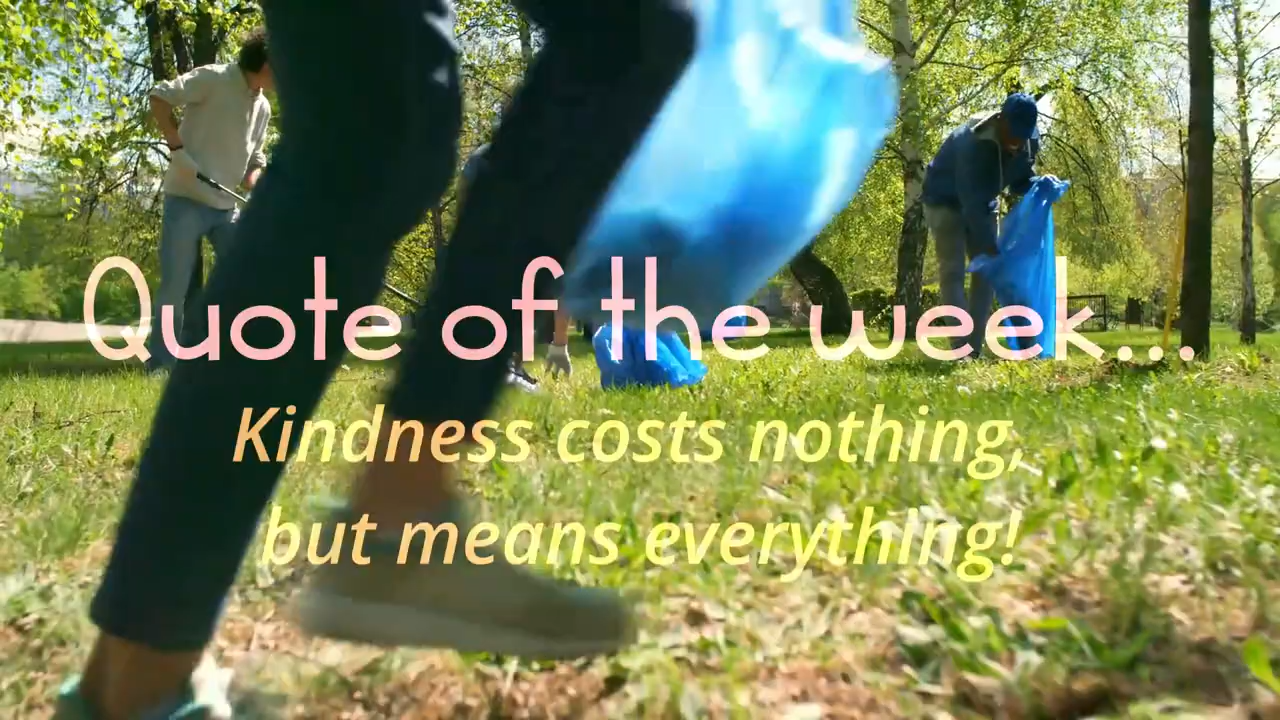 Quote of the week...
Kindness costs nothing,
but means everything!